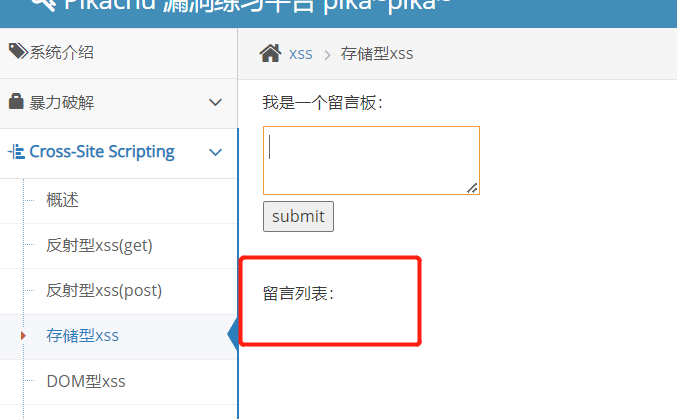 Pikachu 漏洞练习平台 pika~pika~
系统介绍
暴力破解
Cross-Site Scripting
概述
反射型xss(get)
反射型xss(post)
存储型xss
DOM型xss
xss > 存储型xss
我是一个留言板：
submit
留言列表：